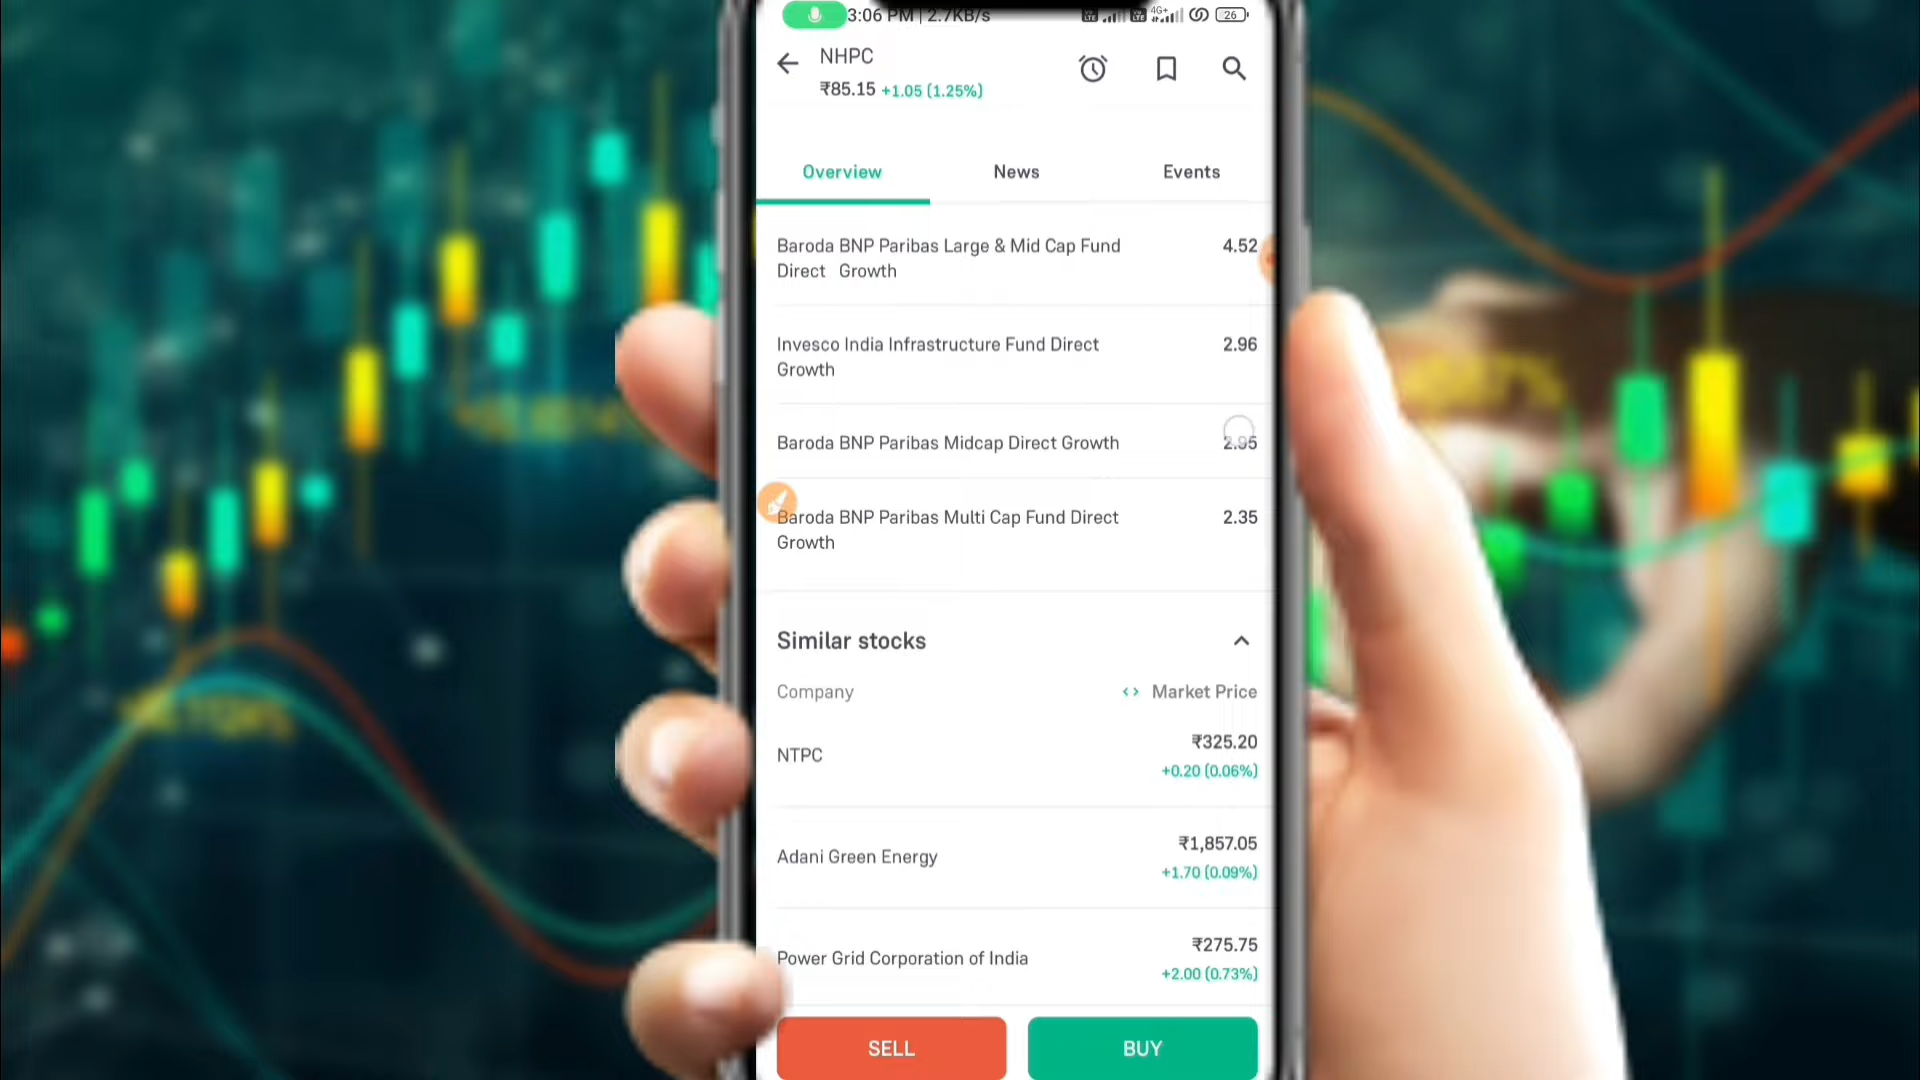 3:06 PM | 2.7KB/s
4G+
26
NHPC
₹85.15 +1.05 (1.25%)
Overview News Events
Baroda BNP Paribas Large & Mid Cap Fund 4.52
Direct Growth
Invesco India Infrastructure Fund Direct 2.96
Growth
Baroda BNP Paribas Midcap Direct Growth 2.95
Baroda BNP Paribas Multi Cap Fund Direct 2.35
Growth
Similar stocks
Company <> Market Price
NTPC ₹325.20
+0.20 (0.06%)
Adani Green Energy ₹1,857.05
+1.70 (0.09%)
Power Grid Corporation of India ₹275.75
+2.00 (0.73%)
SELL BUY